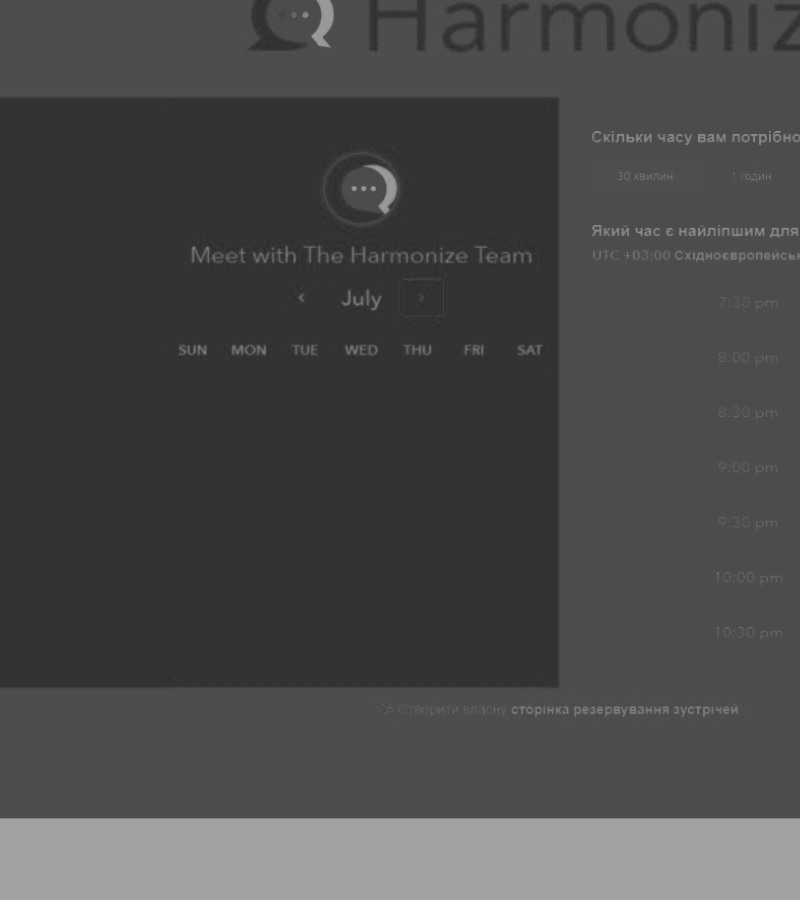 Harmoniz
Meet with The Harmonize Team
July
SUN MON TUE WED THU FRI SAT
Скільки часу вам потрібно
30 хвилин 1 годин
Який час є найліпшим для
UTC +03:00 Східноєвропейськ
7:30 pm
8:00 pm
8:30 pm
9:00 pm
9:30 pm
10:00 pm
10:30 pm
Створити власну сторінка резервування зустрічей